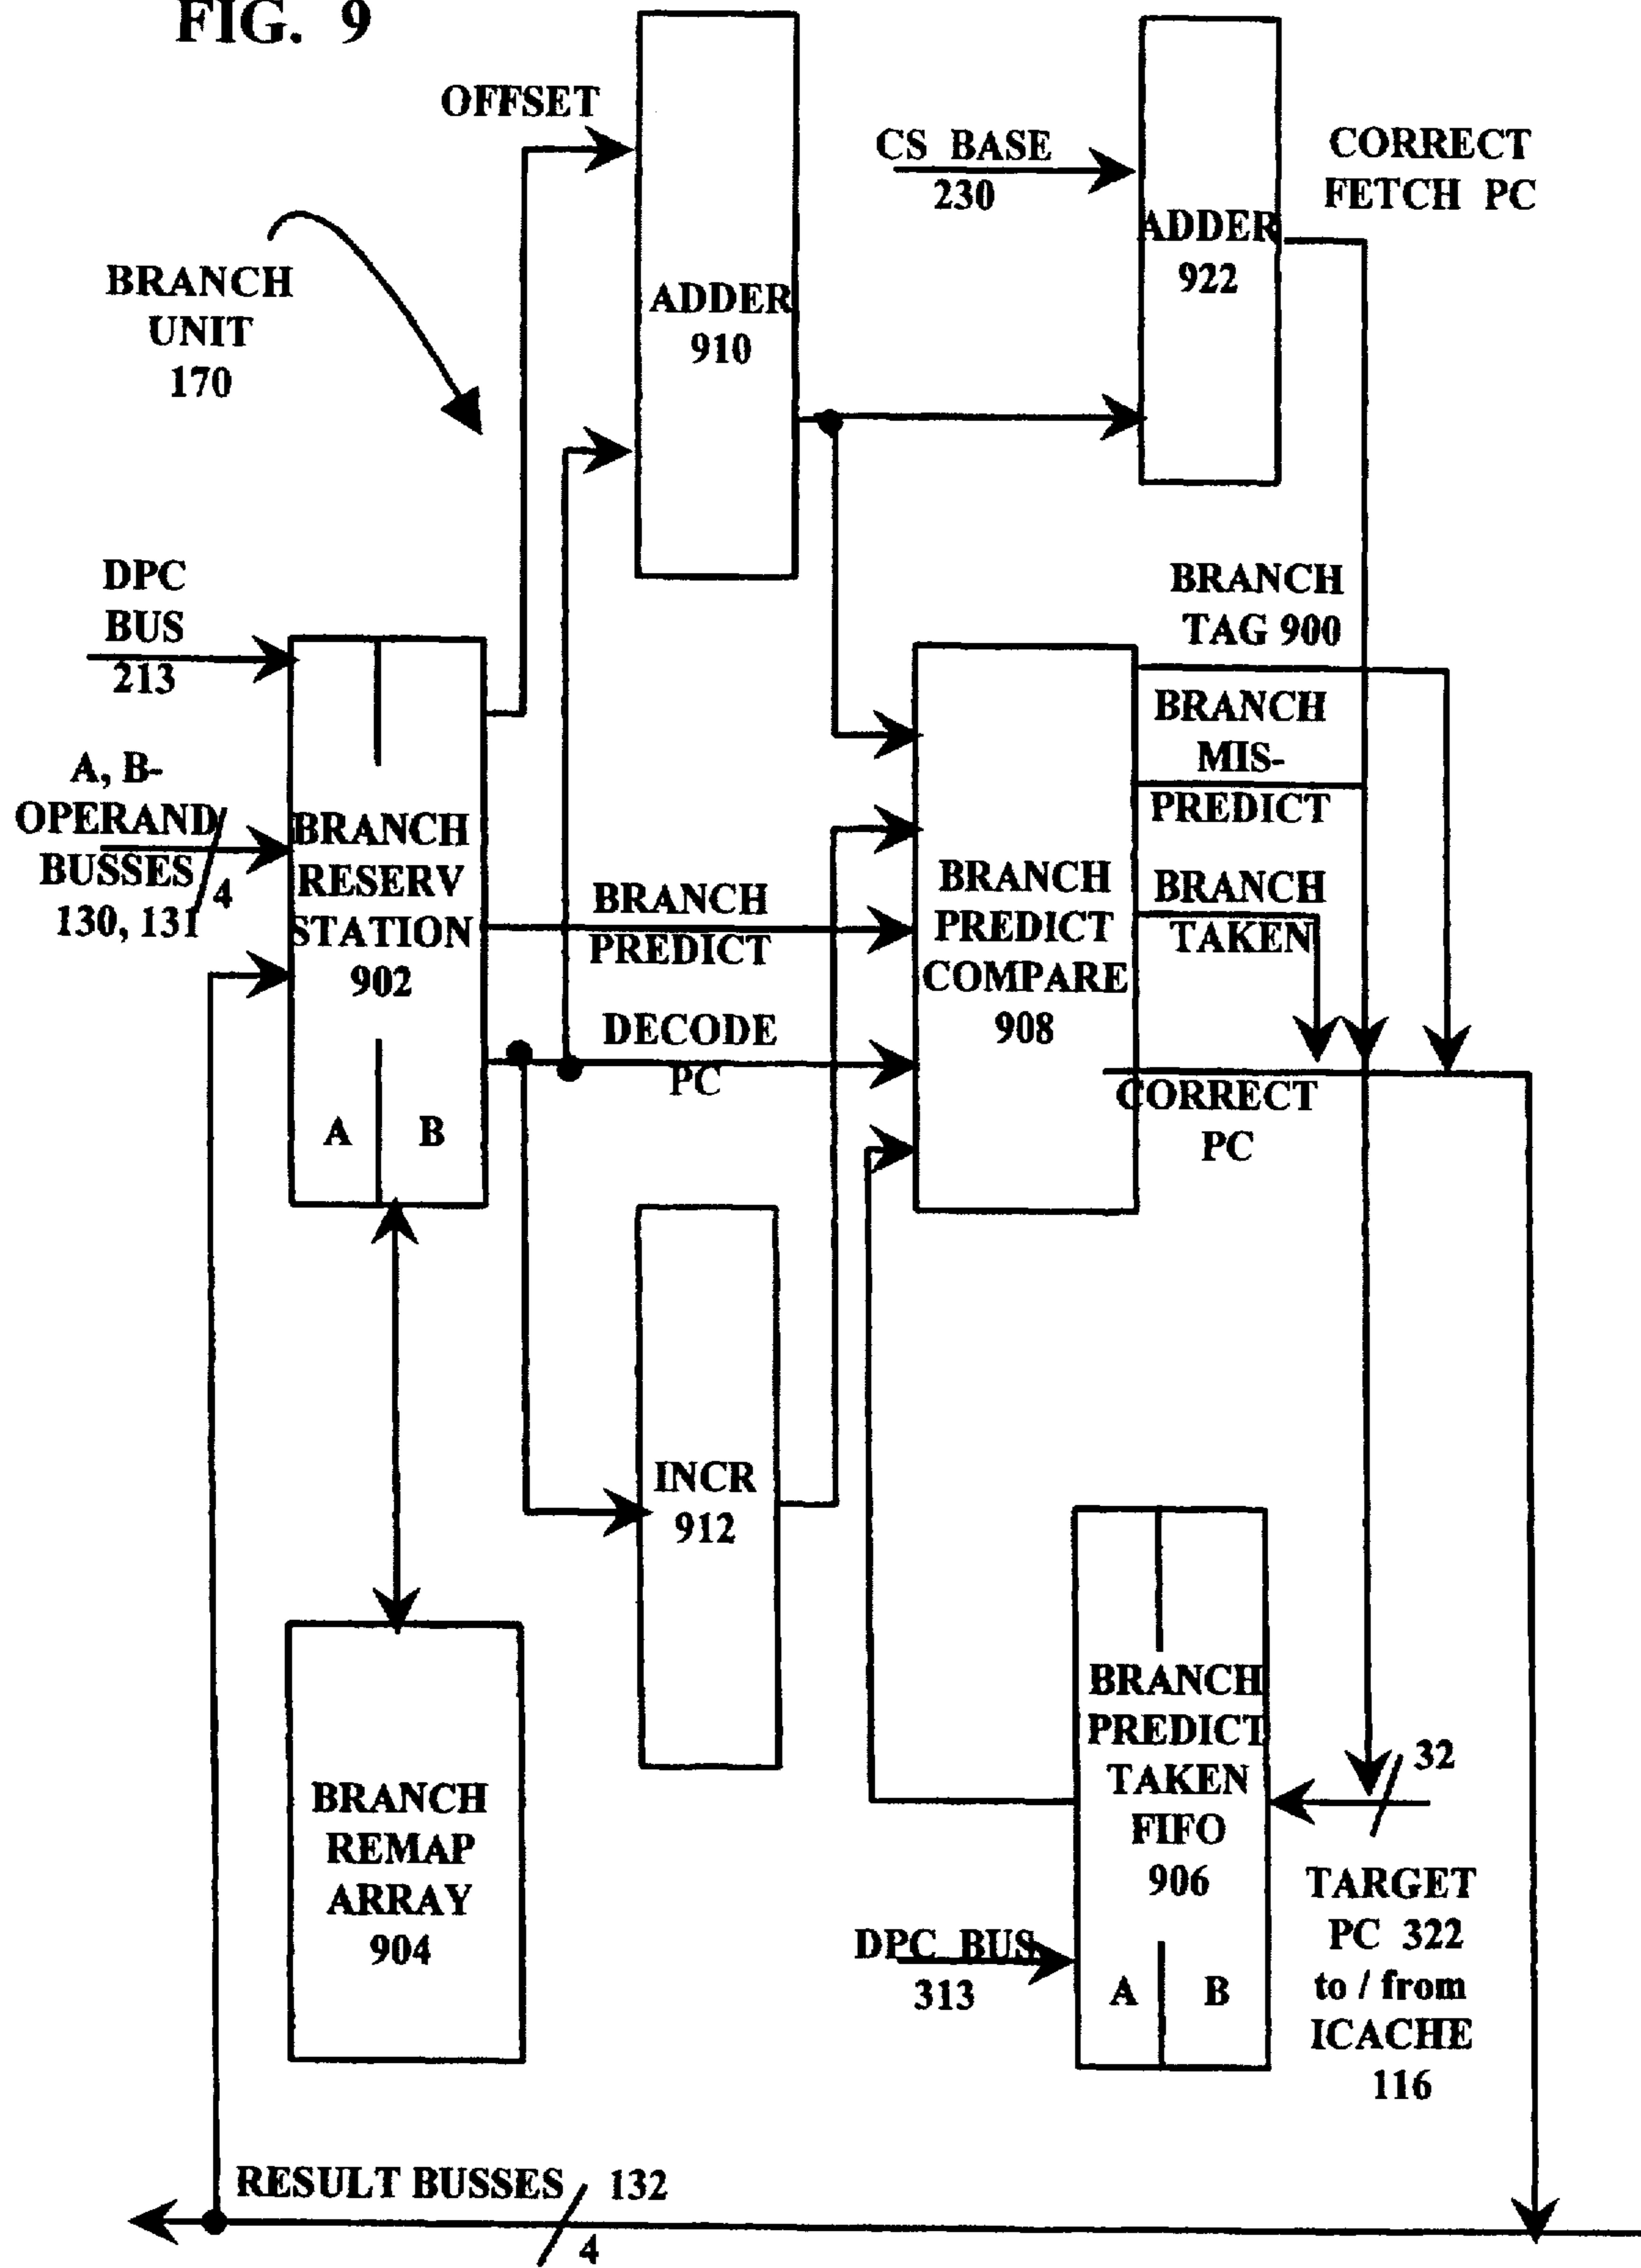 FIG. 9
OFFSET
CS BASE
230
CORRECT
FETCH PC
ADDER
922
BRANCH
UNIT
170
ADDER
910
DPC
BUS
213
BRANCH
TAG 900
BRANCH
MIS-
PREDICT
A, B-
OPERAND
BUSSES
4
130, 131
BRANCH
RESERV
STATION
902
A B
BRANCH
PREDICT
DECODE
PC
BRANCH
PREDICT
COMPARE
908
BRANCH
TAKEN
CORRECT
PC
INCR
912
BRANCH
REMAP
ARRAY
904
BRANCH
PREDICT
TAKEN
FIFO
906
A B
32
TARGET
PC 322
to / from
ICACHE
116
DPC BUS
313
RESULT BUSSES 132
4